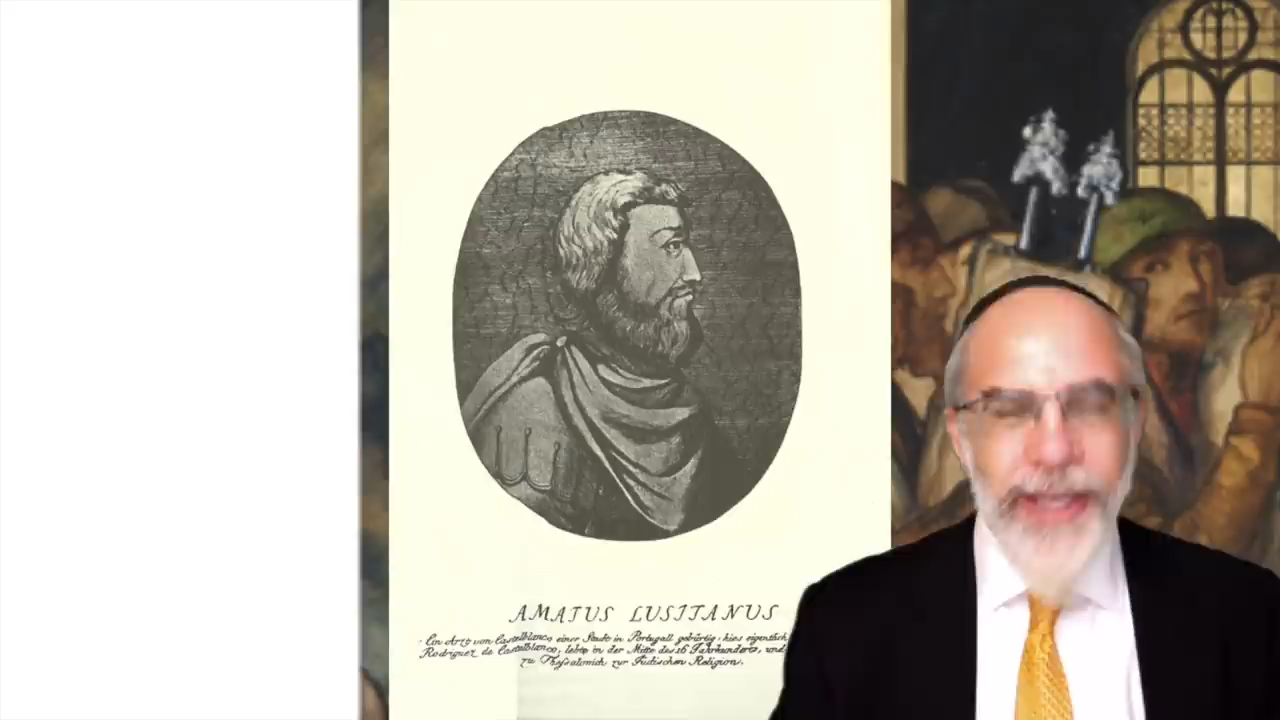 AMATUS LUSITANUS
Ein Arzt von Castelblanco einer Stadt in Portugall gebürtig, hies eigentlich
Rodriguez de Castelblanco, lebte in der Mitte des 16 Jahrhunderts, und
zu Thessalonich zur Jüdischen Religion.